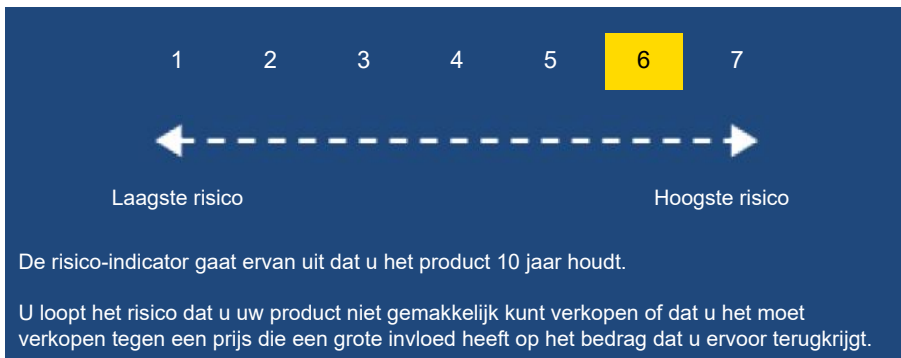 1 2 3 4 5 6 7
Laagste risico Hoogste risico
De risico-indicator gaat ervan uit dat u het product 10 jaar houdt.
U loopt het risico dat u uw product niet gemakkelijk kunt verkopen of dat u het moet
verkopen tegen een prijs die een grote invloed heeft op het bedrag dat u ervoor terugkrijgt.